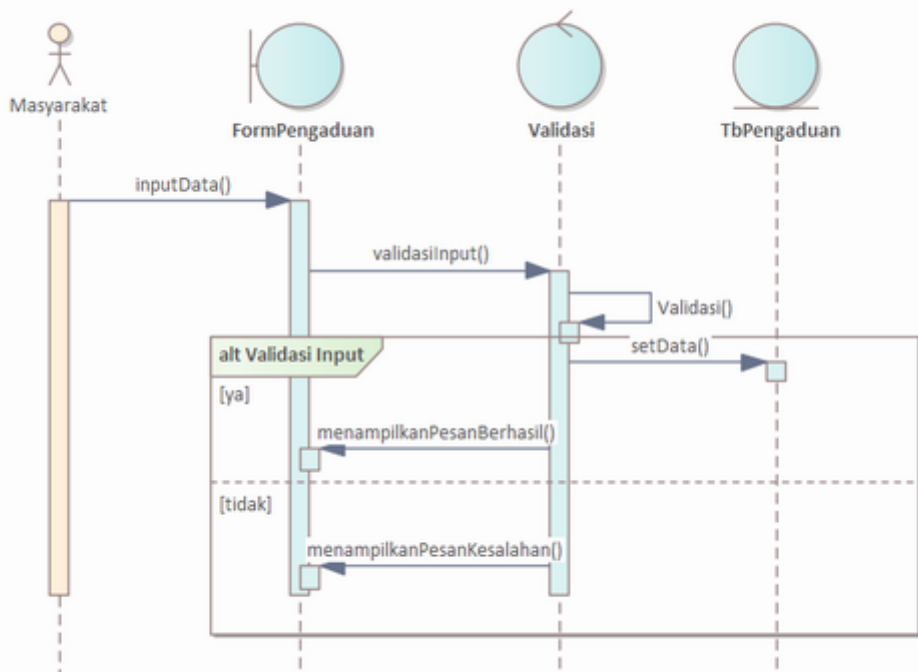 Masyarakat
FormPengaduan
Validasi
TbPengaduan
inputData()
validasiInput()
Validasi()
setData()
alt Validasi Input
[ya]
menampilkanPesanBerhasil()
[tidak]
menampilkanPesanKesalahan()